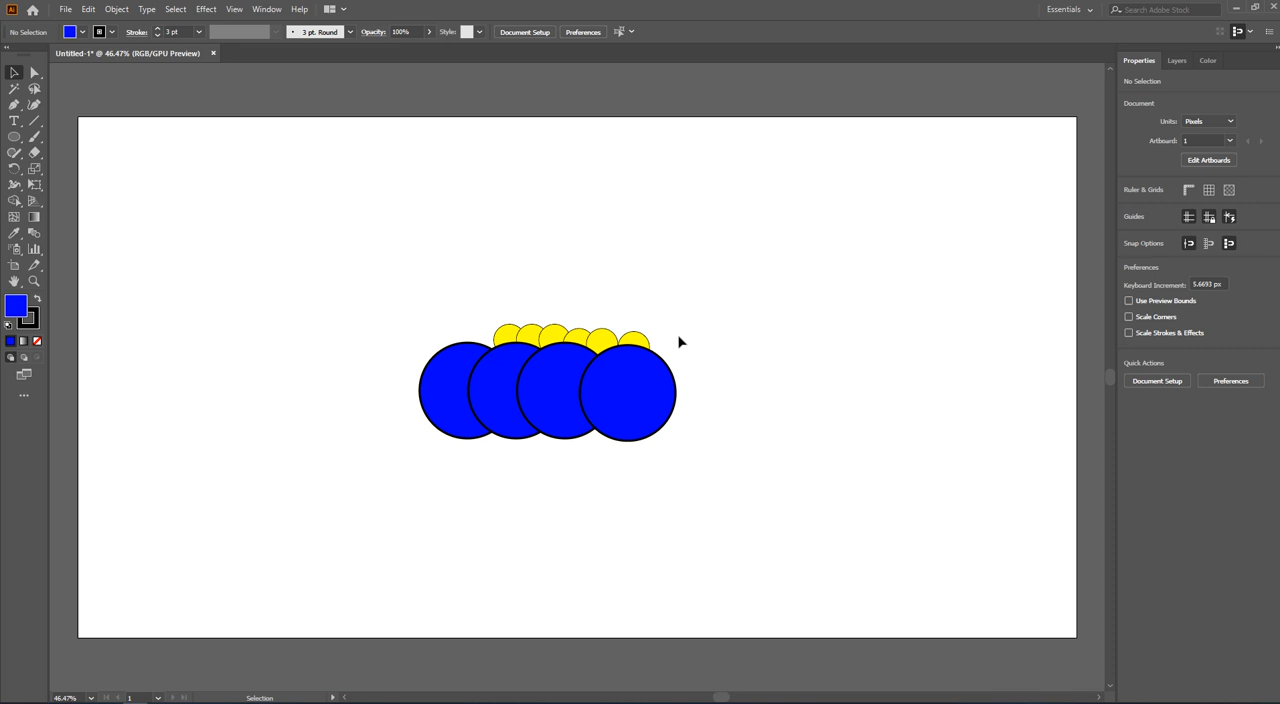 Ai File Edit Object Type Select Effect View Window Help Essentials Search Adobe Stock
No Selection Stroke: 3 pt 3 pt. Round Opacity: 100% Style: Document Setup Preferences
Untitled-1* @ 46.47% (RGB/GPU Preview) ×
Properties Layers Color
No Selection
Document
Units: Pixels
Artboard: 1
Edit Artboards
Ruler & Grids
Guides
Snap Options
Preferences
Keyboard Increment: 5.6693 px
Use Preview Bounds
Scale Corners
Scale Strokes & Effects
Quick Actions
Document Setup Preferences
46.47% 1 Selection